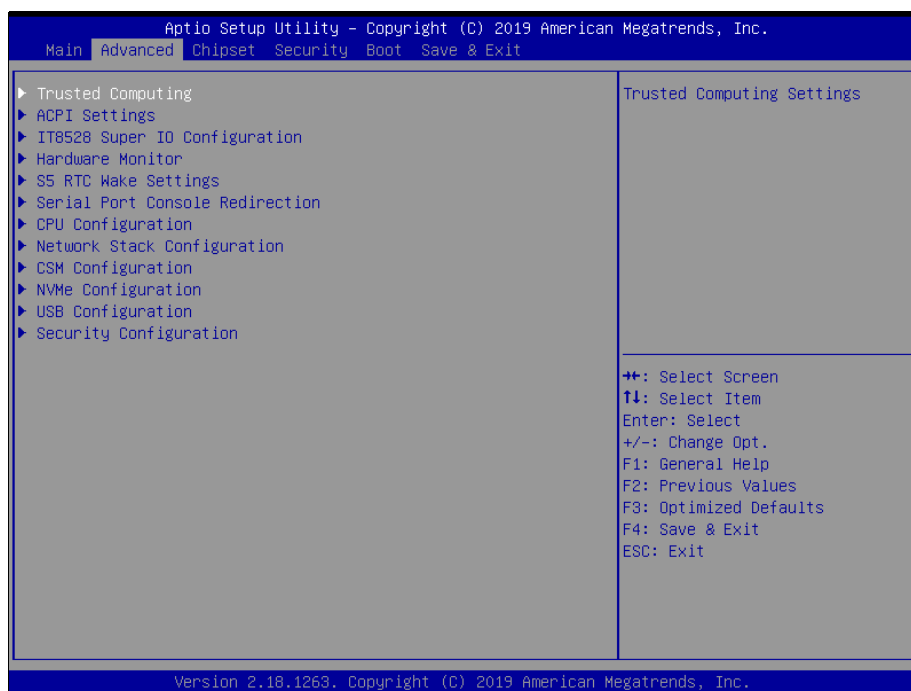 Aptio Setup Utility – Copyright (C) 2019 American Megatrends, Inc.
Main Advanced Chipset Security Boot Save & Exit
▶ Trusted Computing
▶ ACPI Settings
▶ IT8528 Super IO Configuration
▶ Hardware Monitor
▶ S5 RTC Wake Settings
▶ Serial Port Console Redirection
▶ CPU Configuration
▶ Network Stack Configuration
▶ CSM Configuration
▶ NVMe Configuration
▶ USB Configuration
▶ Security Configuration
Trusted Computing Settings
→←: Select Screen
↑↓: Select Item
Enter: Select
+/-: Change Opt.
F1: General Help
F2: Previous Values
F3: Optimized Defaults
F4: Save & Exit
ESC: Exit
Version 2.18.1263. Copyright (C) 2019 American Megatrends, Inc.